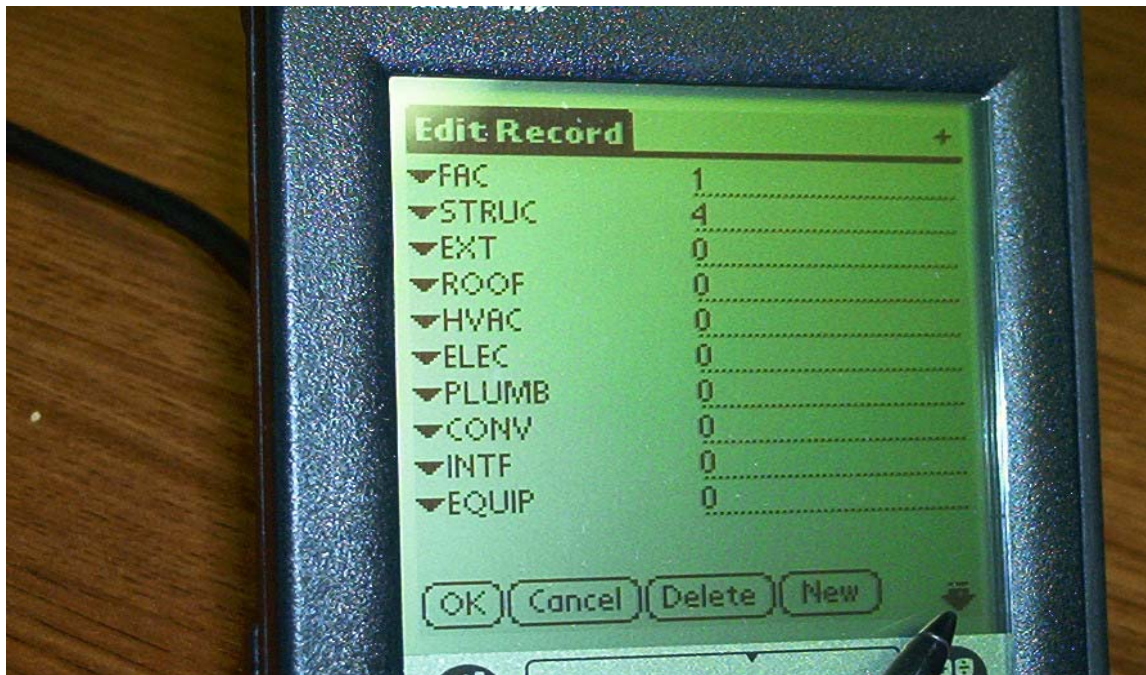 Edit Record +
FAC 1
STRUC 4
EXT 0
ROOF 0
HVAC 0
ELEC 0
PLUMB 0
CONV 0
INTF 0
EQUIP 0
OK Cancel Delete New